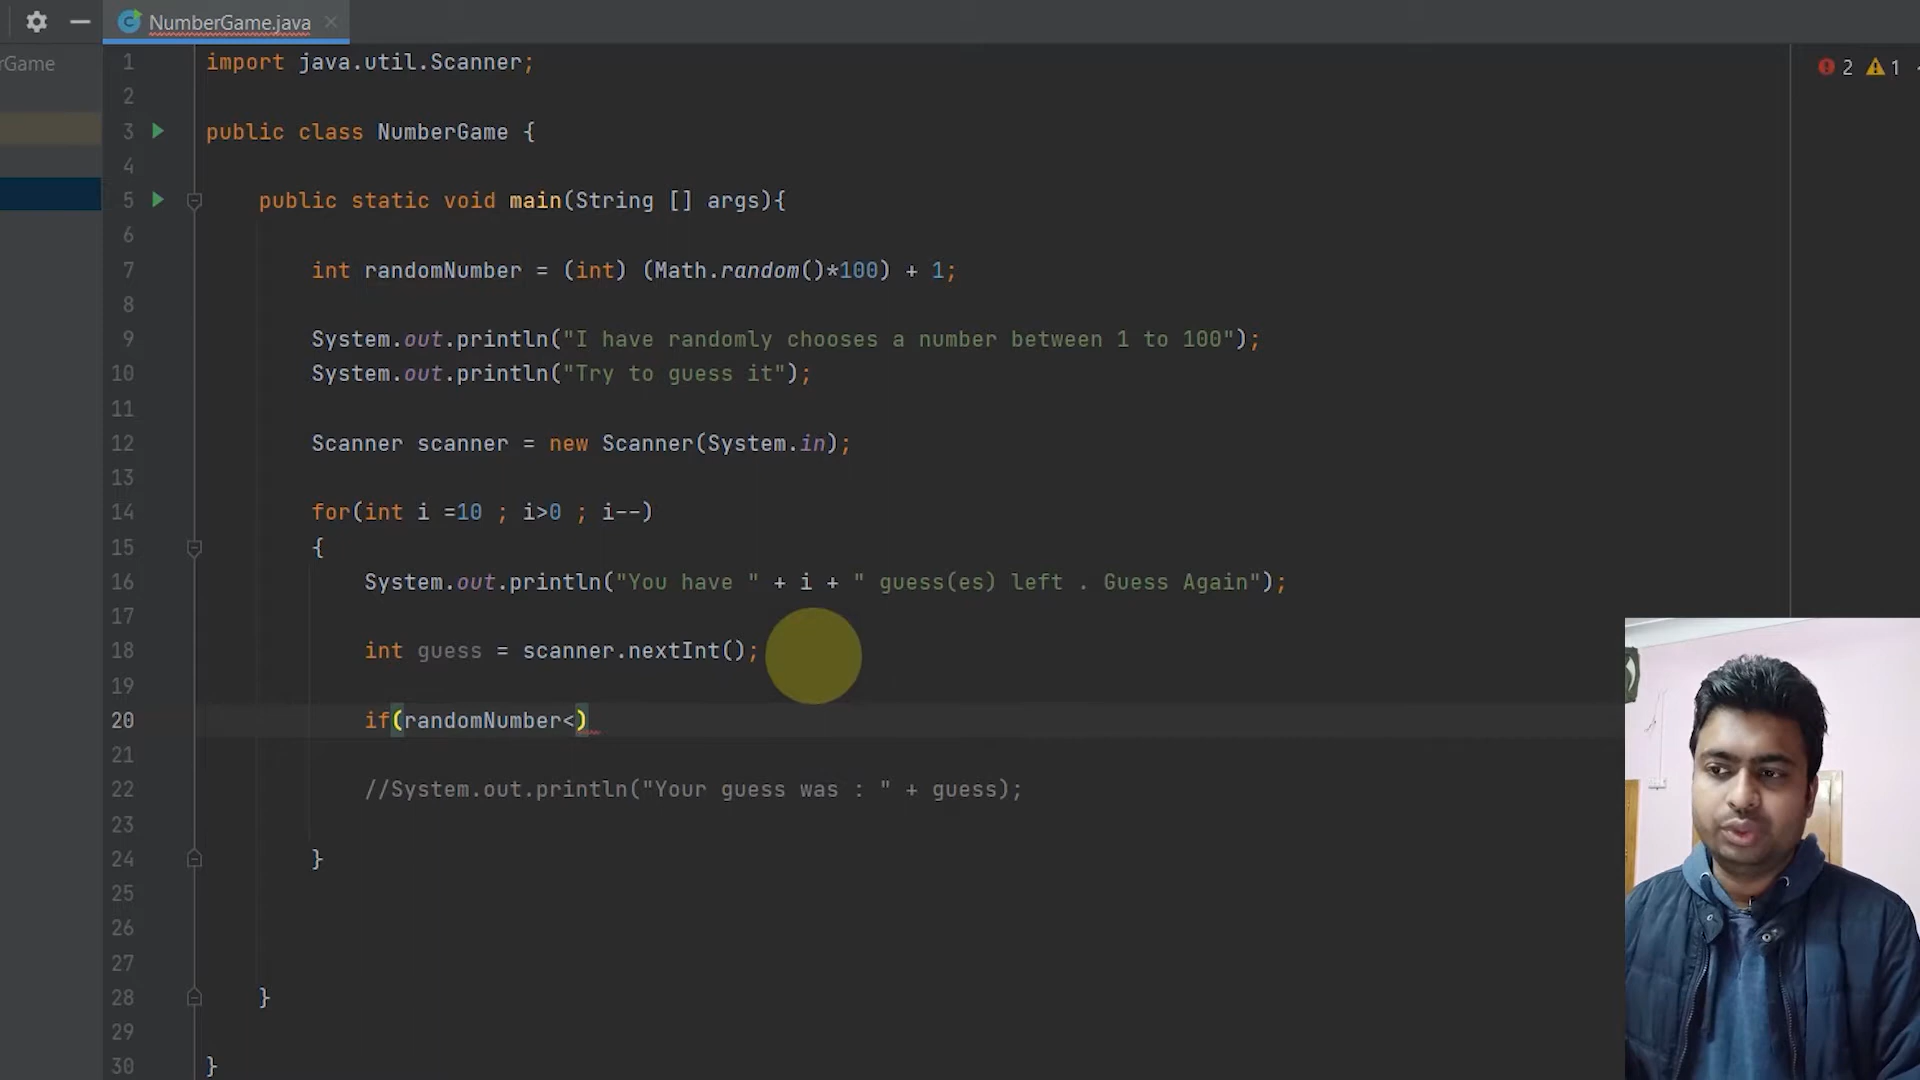 NumberGame.java
rGame
2 1
1 import java.util.Scanner;
2
3 public class NumberGame {
4
5 public static void main(String [] args){
6
7 int randomNumber = (int) (Math.random()*100) + 1;
8
9 System.out.println("I have randomly chooses a number between 1 to 100");
10 System.out.println("Try to guess it");
11
12 Scanner scanner = new Scanner(System.in);
13
14 for(int i =10 ; i>0 ; i--)
15 {
16 System.out.println("You have " + i + " guess(es) left . Guess Again");
17
18 int guess = scanner.nextInt();
19
20 if(randomNumber<)
21
22 //System.out.println("Your guess was : " + guess);
23
24 }
25
26
27
28 }
29
30 }